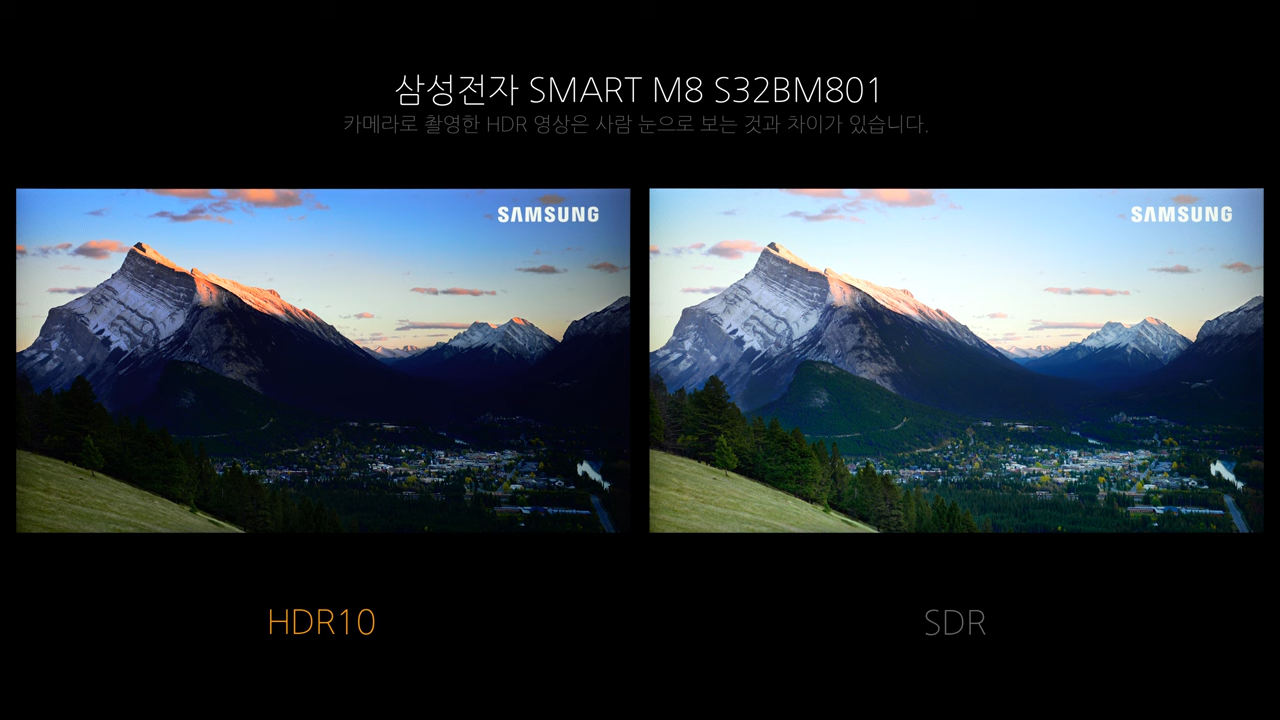 삼성전자 SMART M8 S32BM801
카메라로 촬영한 HDR 영상은 사람 눈으로 보는 것과 차이가 있습니다.
SAMSUNG
SAMSUNG
HDR10
SDR